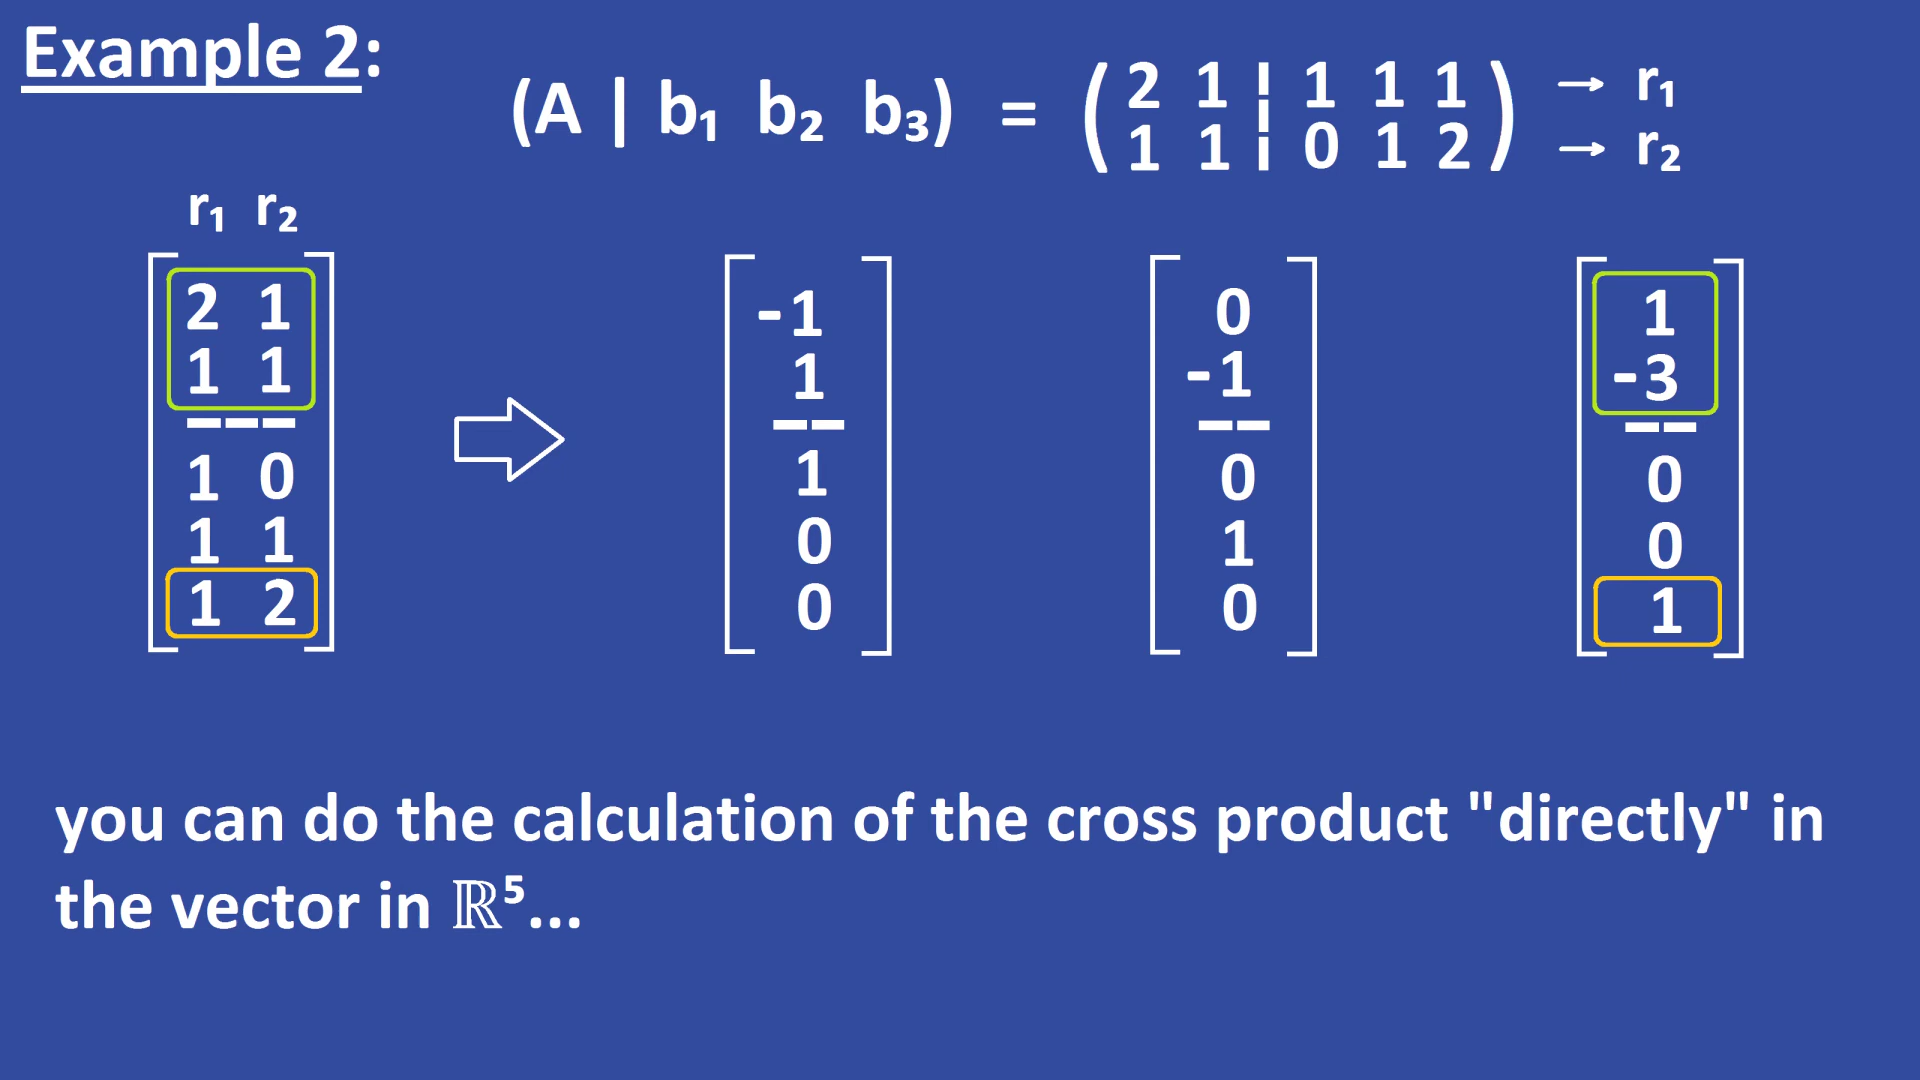 Example 2:
(A | b₁ b₂ b₃) = ( 2 1 ¦ 1 1 1 ) → r₁
( 1 1 ¦ 0 1 2 ) → r₂
r₁ r₂
2 1 -1 0 1
1 1 1 -1 -3
1 0 1 0 0
1 1 0 1 0
1 2 0 0 1
you can do the calculation of the cross product "directly" in
the vector in ℝ⁵...